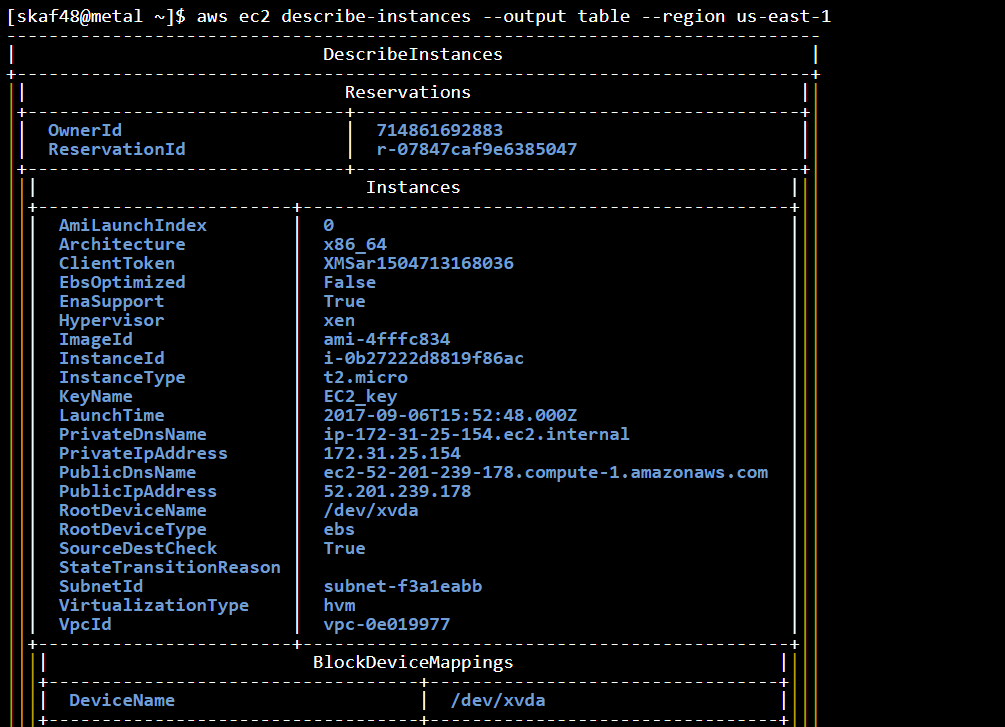 [skaf48@metal ~]$ aws ec2 describe-instances --output table --region us-east-1
DescribeInstances
Reservations
OwnerId 714861692883
ReservationId r-07847caf9e6385047
Instances
AmiLaunchIndex 0
Architecture x86_64
ClientToken XMSar1504713168036
EbsOptimized False
EnaSupport True
Hypervisor xen
ImageId ami-4fffc834
InstanceId i-0b27222d8819f86ac
InstanceType t2.micro
KeyName EC2_key
LaunchTime 2017-09-06T15:52:48.000Z
PrivateDnsName ip-172-31-25-154.ec2.internal
PrivateIpAddress 172.31.25.154
PublicDnsName ec2-52-201-239-178.compute-1.amazonaws.com
PublicIpAddress 52.201.239.178
RootDeviceName /dev/xvda
RootDeviceType ebs
SourceDestCheck True
StateTransitionReason
SubnetId subnet-f3a1eabb
VirtualizationType hvm
VpcId vpc-0e019977
BlockDeviceMappings
DeviceName /dev/xvda